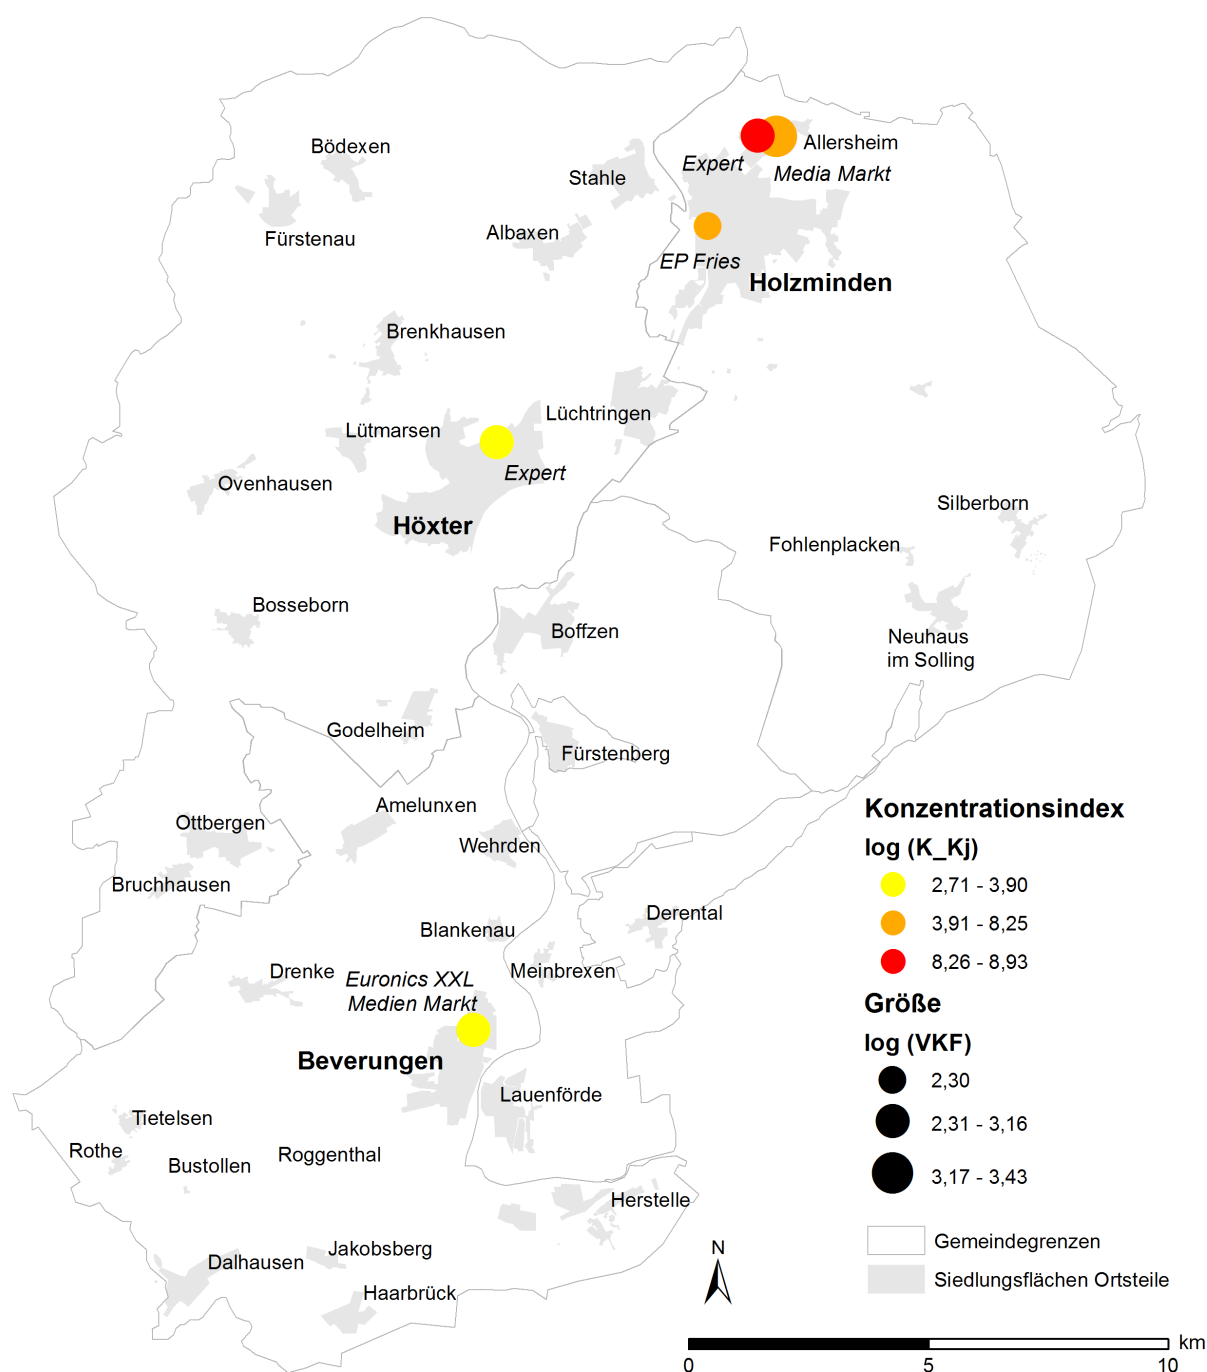 Bödexen
Fürstenau
Stahle
Albaxen
Expert
Allersheim
Media Markt
EP Fries
Holzminden
Brenkhausen
Lüchtringen
Lütmarsen
Expert
Ovenhausen
Höxter
Silberborn
Fohlenplacken
Bosseborn
Boffzen
Neuhaus
im Solling
Godelheim
Fürstenberg
Amelunxen
Ottbergen
Wehrden
Bruchhausen
Blankenau
Derental
Drenke
Meinbrexen
Euronics XXL
Medien Markt
Beverungen
Lauenförde
Tietelsen
Rothe
Bustollen
Roggenthal
Herstelle
Jakobsberg
Dalhausen
Haarbrück
Konzentrationsindex
log (K_Kj)
2,71 - 3,90
3,91 - 8,25
8,26 - 8,93
Größe
log (VKF)
2,30
2,31 - 3,16
3,17 - 3,43
Gemeindegrenzen
Siedlungsflächen Ortsteile
N
km
0 5 10